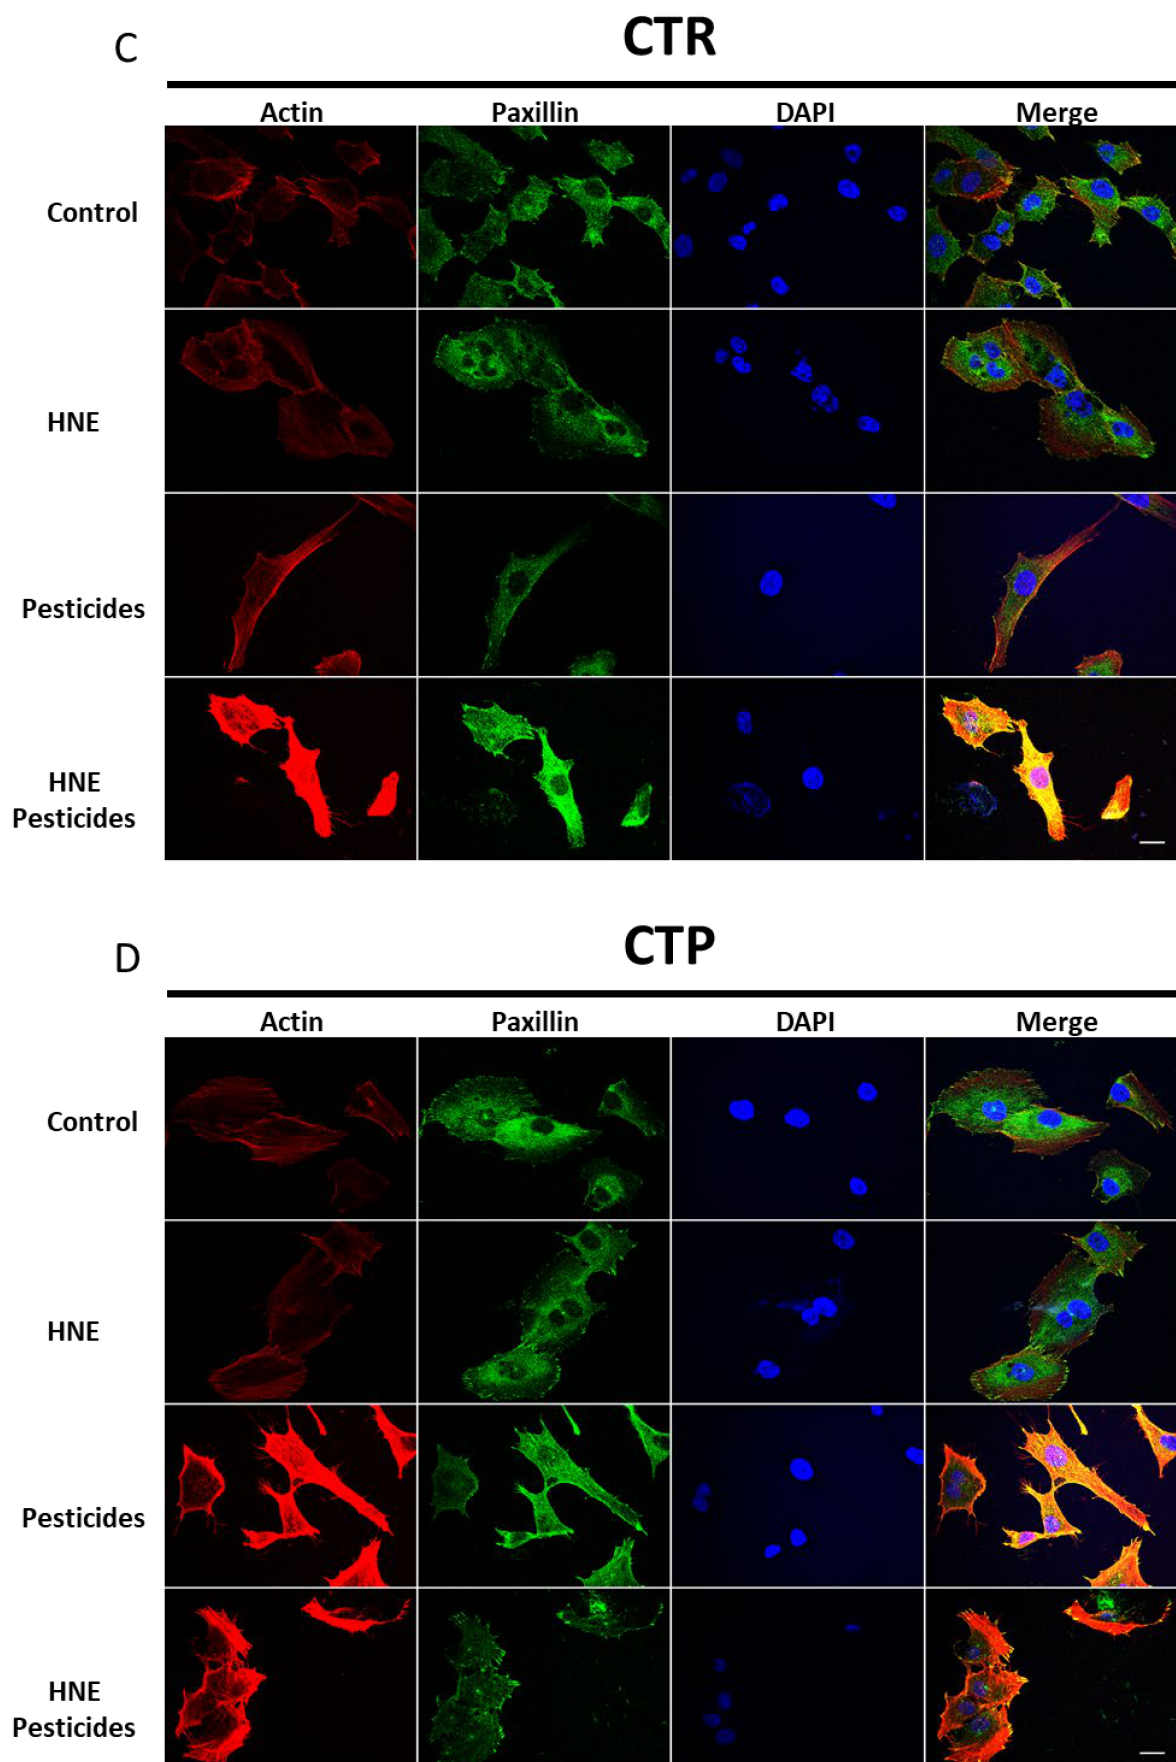 C
CTR
Actin Paxillin DAPI Merge
Control
HNE
Pesticides
HNE
Pesticides
D
CTP
Actin Paxillin DAPI Merge
Control
HNE
Pesticides
HNE
Pesticides